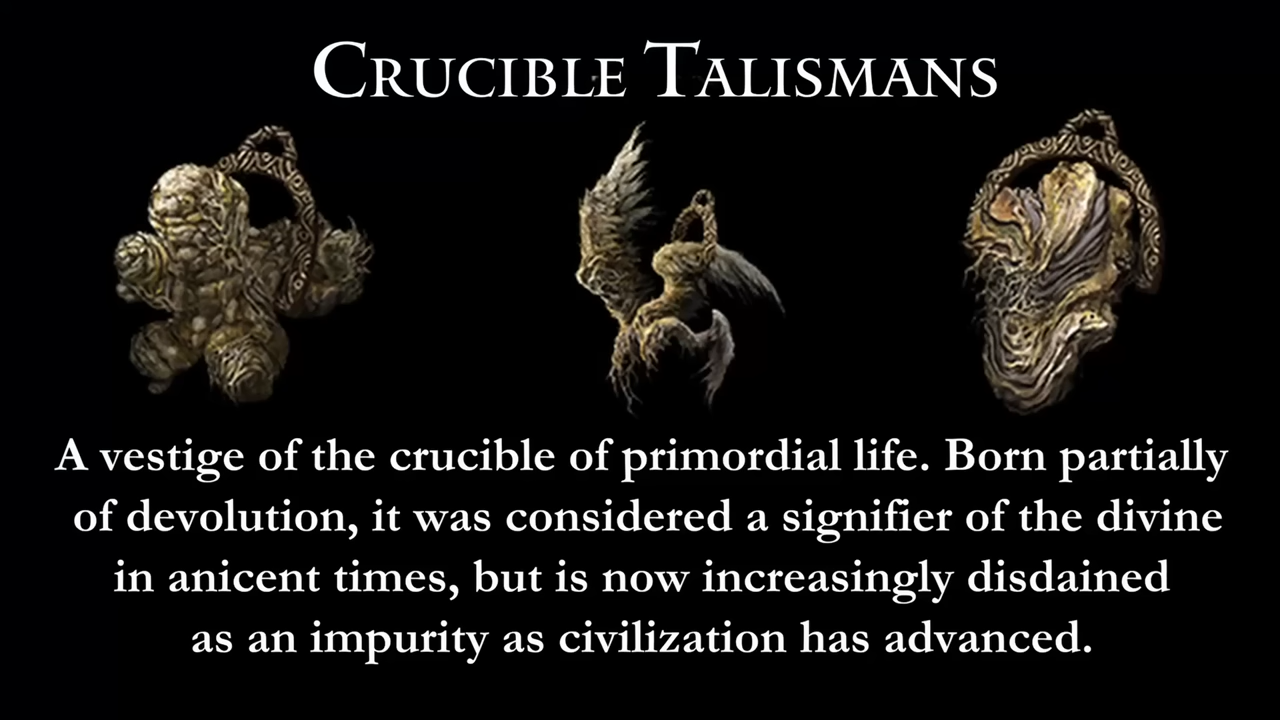 Crucible Talismans
A vestige of the crucible of primordial life. Born partially
of devolution, it was considered a signifier of the divine
in anicent times, but is now increasingly disdained
as an impurity as civilization has advanced.